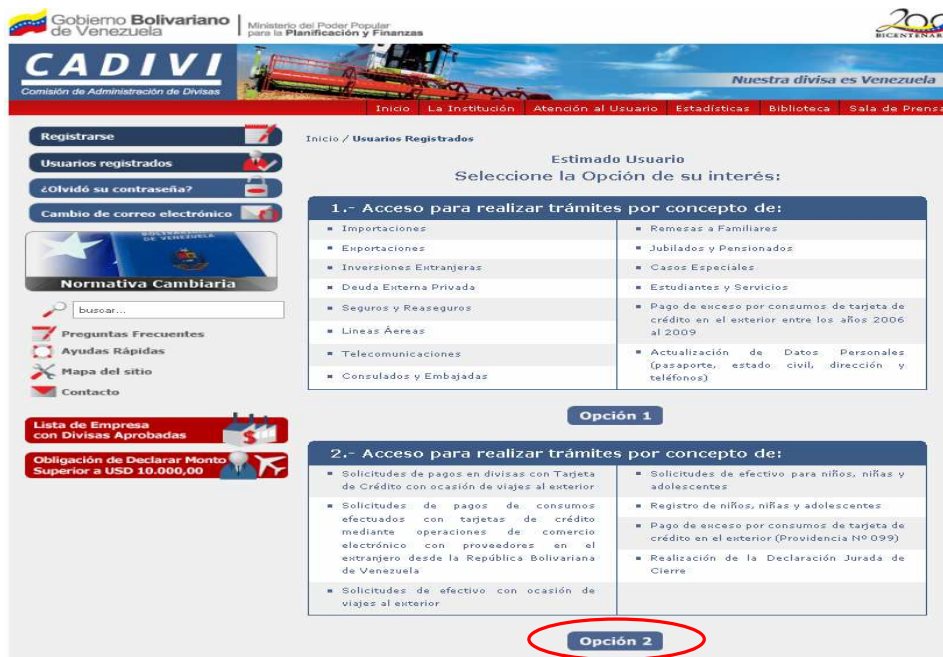 Gobierno Bolivariano
de Venezuela
Ministerio del Poder Popular
para la Planificación y Finanzas
200
BICENTENAR
CADIVI
Comisión de Administración de Divisas
Nuestra divisa es Venezuela
Inicio La Institución Atención al Usuario Estadísticas Biblioteca Sala de Prensa
Registrarse
Usuarios registrados
¿Olvidó su contraseña?
Cambio de correo electrónico
BOLIVARIANA
DE VENEZUELA
Normativa Cambiaria
buscar...
Preguntas Frecuentes
Ayudas Rápidas
Mapa del sitio
Contacto
Lista de Empresa
con Divisas Aprobadas
Obligación de Declarar Monto
Superior a USD 10.000,00
Inicio / Usuarios Registrados
Estimado Usuario
Seleccione la Opción de su interés:
1.- Acceso para realizar trámites por concepto de:
Importaciones
Exportaciones
Inversiones Extranjeras
Deuda Externa Privada
Seguros y Reaseguros
Lineas Áereas
Telecomunicaciones
Consulados y Embajadas
Remesas a Familiares
Jubilados y Pensionados
Casos Especiales
Estudiantes y Servicios
Pago de exceso por consumos de tarjeta de
crédito en el exterior entre los años 2006
al 2009
Actualización de Datos Personales
(pasaporte, estado civil, dirección y
teléfonos)
Opción 1
2.- Acceso para realizar trámites por concepto de:
Solicitudes de pagos en divisas con Tarjeta
de Crédito con ocasión de viajes al exterior
Solicitudes de pagos de consumos
efectuados con tarjetas de crédito
mediante operaciones de comercio
electrónico con proveedores en el
extranjero desde la República Bolivariana
de Venezuela
Solicitudes de efectivo con ocasión de
viajes al exterior
Solicitudes de efectivo para niños, niñas y
adolescentes
Registro de niños, niñas y adolescentes
Pago de exceso por consumos de tarjeta de
crédito en el exterior (Providencia Nº 099)
Realización de la Declaración Jurada de
Cierre
Opción 2